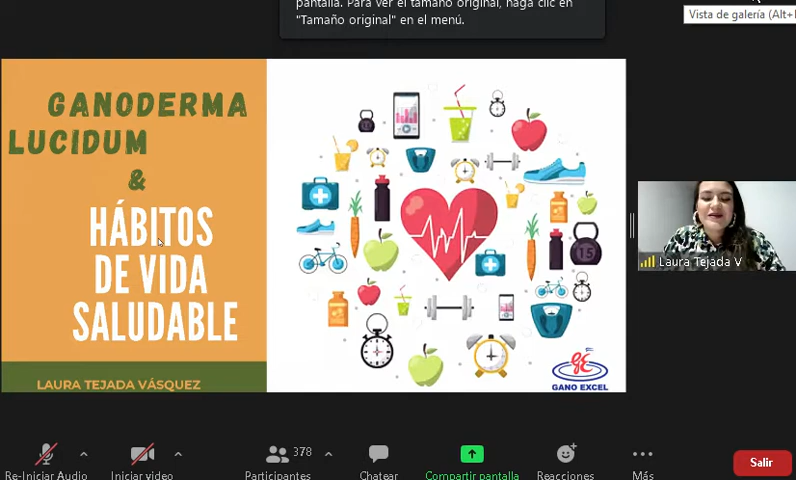 pantalla. Para ver el tamaño original, haga clic en
"Tamaño original" en el menú.
Vista de galería (Alt+
GANODERMA
LUCIDUM
&
HÁBITOS
DE VIDA
SALUDABLE
LAURA TEJADA VÁSQUEZ
15
GE
GANO EXCEL
Laura Tejada V
378
Re-Iniciar Audio
Iniciar video
Participantes
Chatear
Compartir pantalla
Reacciones
Más
Salir